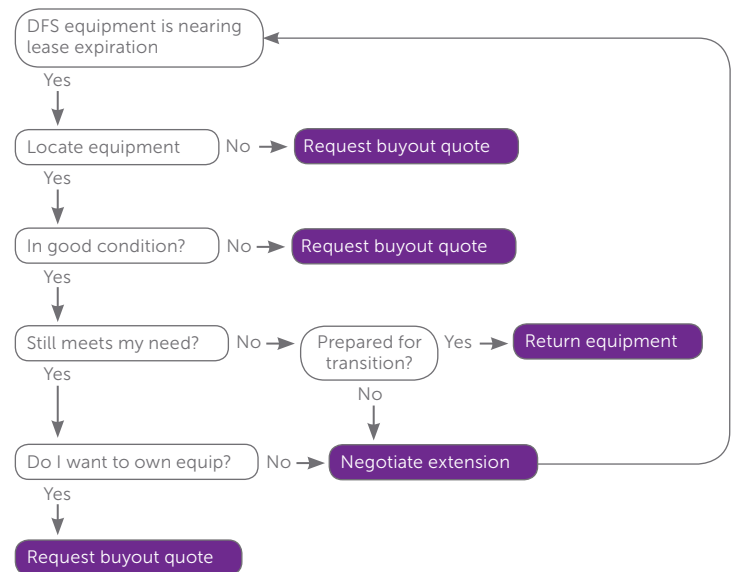 DFS equipment is nearing
lease expiration
Yes
Locate equipment
No
Request buyout quote
Yes
In good condition?
No
Request buyout quote
Yes
Still meets my need?
No
Prepared for
transition?
Yes
Return equipment
Yes
No
Do I want to own equip?
No
Negotiate extension
Yes
Request buyout quote